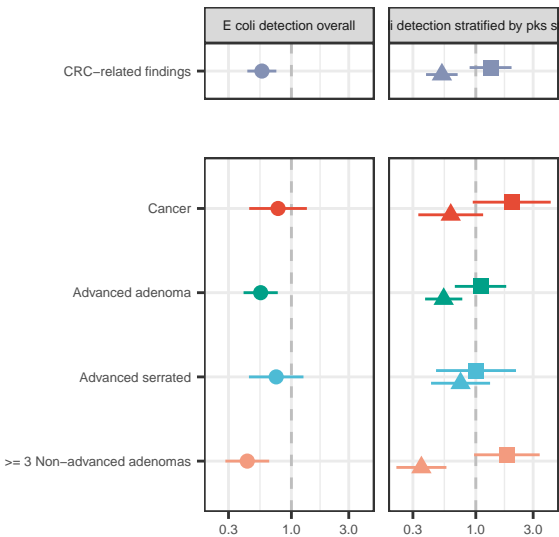 E coli detection overall
i detection stratified by pks s
CRC−related findings
Cancer
Advanced adenoma
Advanced serrated
>= 3 Non−advanced adenomas
0.3 1.0 3.0 0.3 1.0 3.0